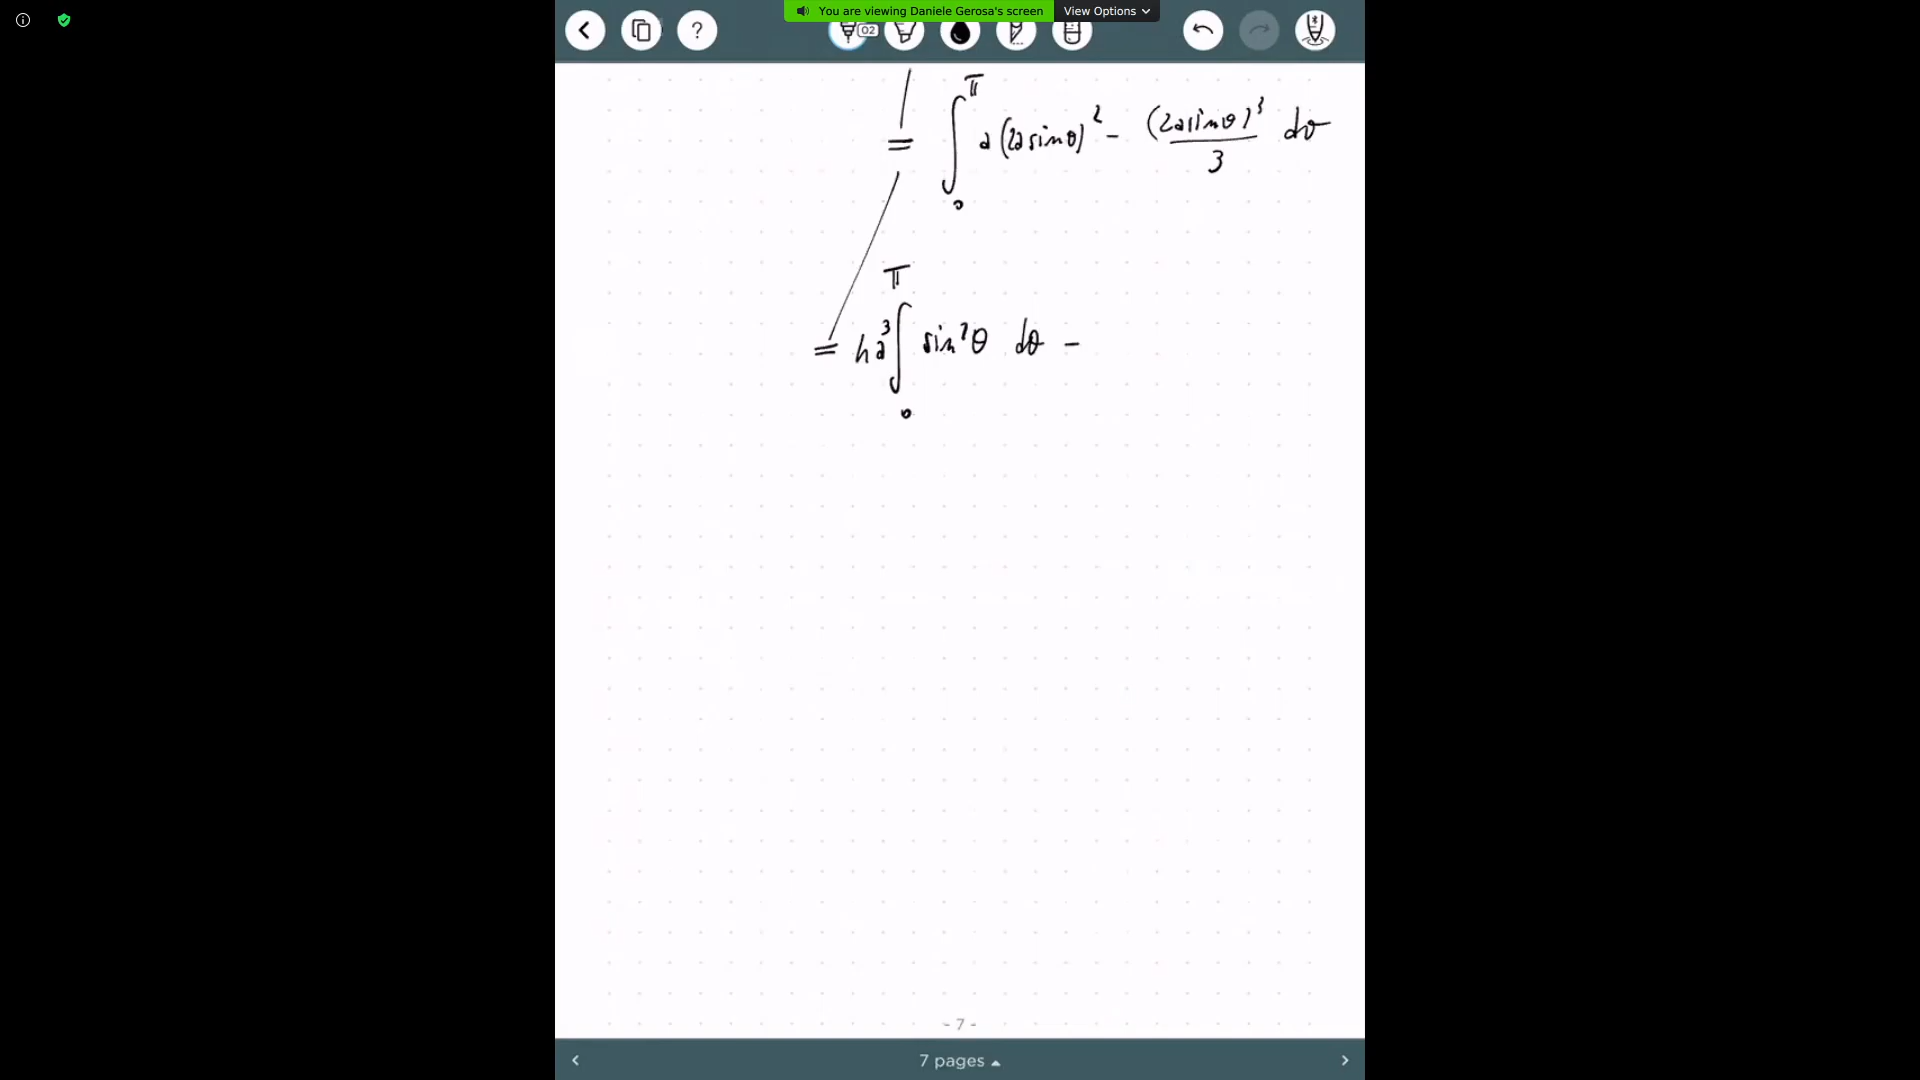 You are viewing Daniele Gerosa's screen View Options
?
02
= ∫₀^π a(2a sinθ)² - (2a sinθ)³/3 dθ
= 4a³ ∫₀^π sin²θ dθ -
- 7 -
7 pages